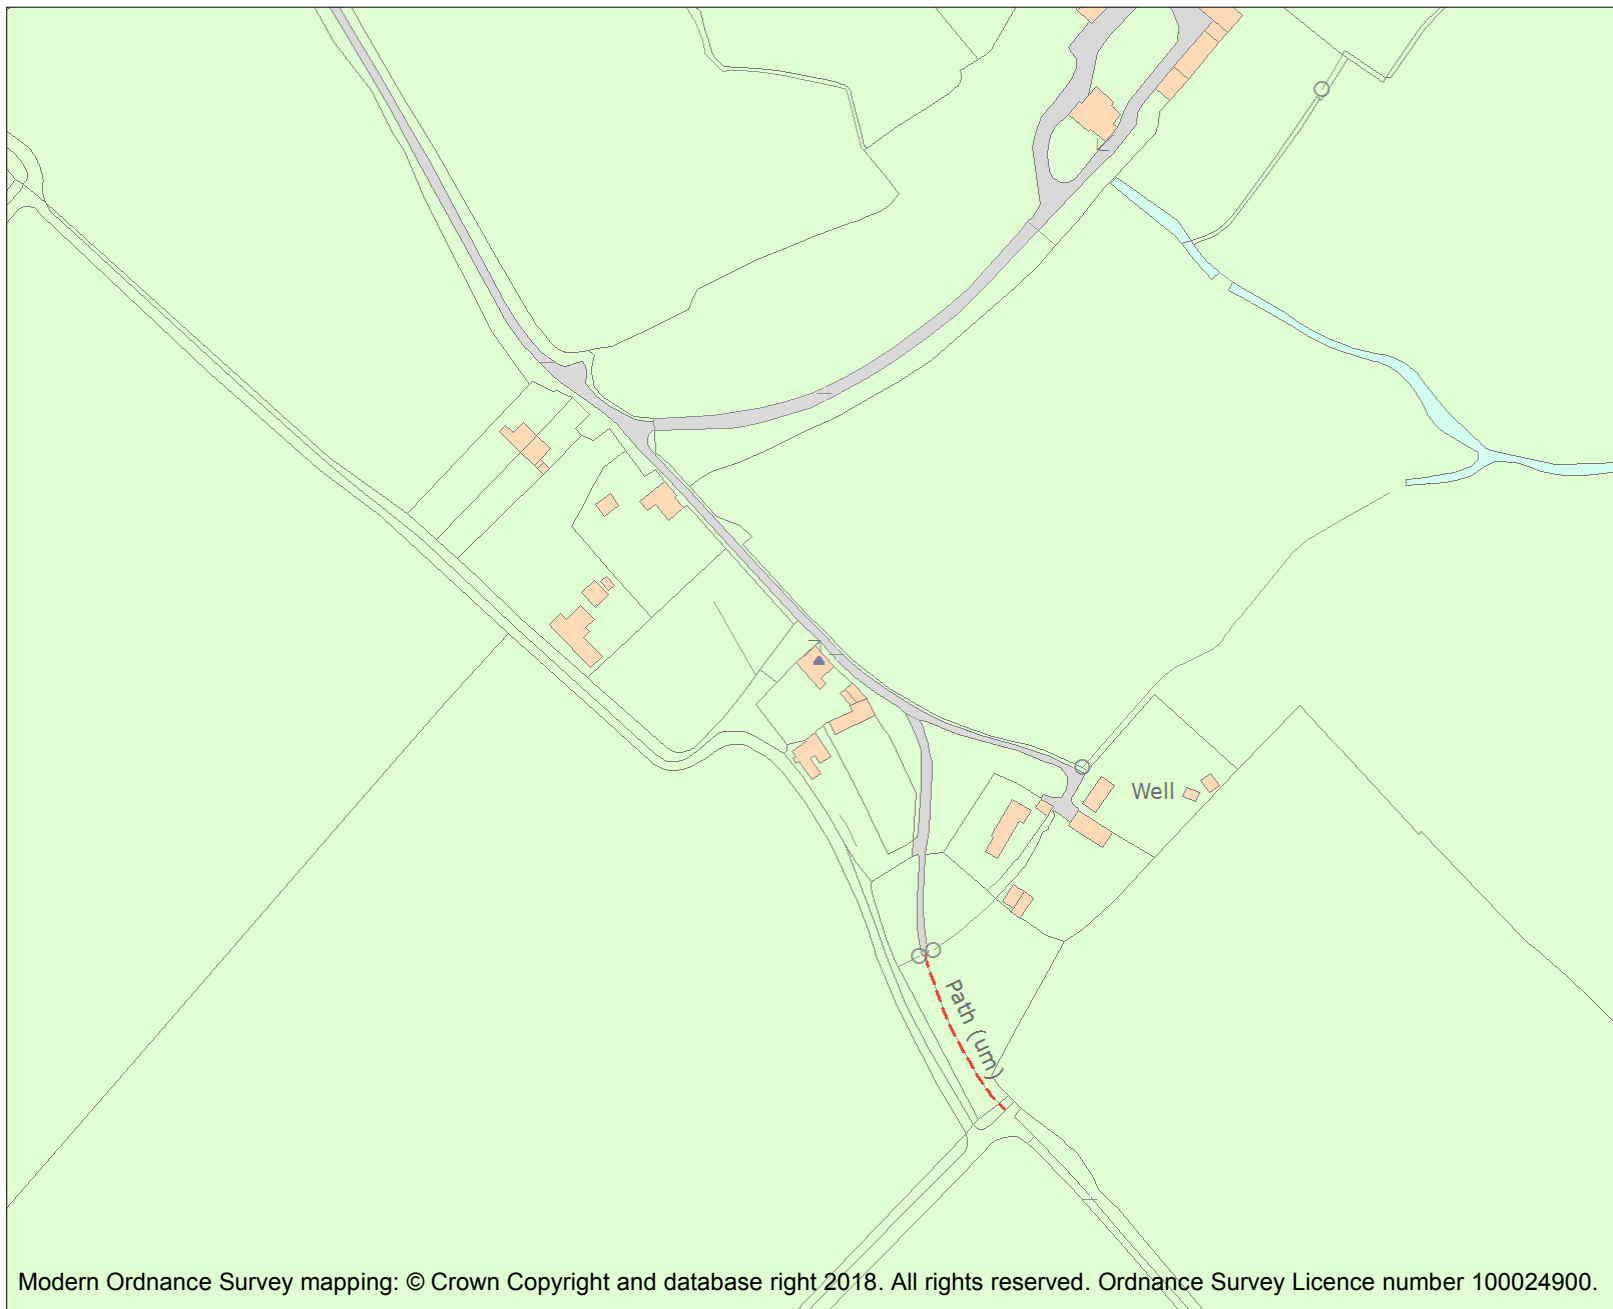 Well
Path (um)
Modern Ordnance Survey mapping: © Crown Copyright and database right 2018. All rights reserved. Ordnance Survey Licence number 100024900.